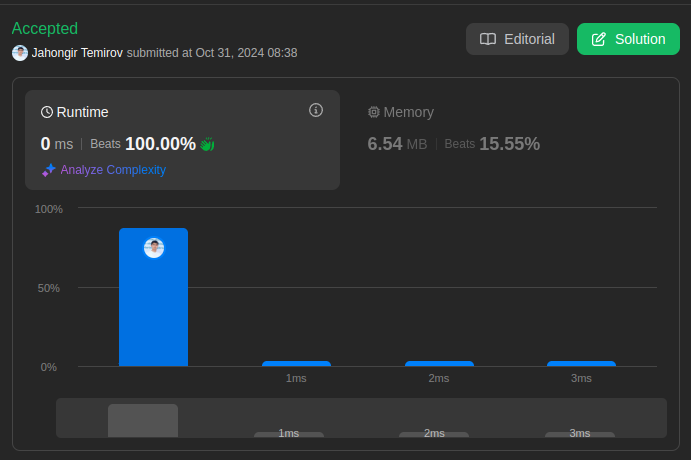 Accepted
Jahongir Temirov submitted at Oct 31, 2024 08:38
Editorial
Solution
Runtime
0 ms | Beats 100.00%
Analyze Complexity
Memory
6.54 MB | Beats 15.55%
100%
50%
0%
1ms 2ms 3ms
1ms 2ms 3ms